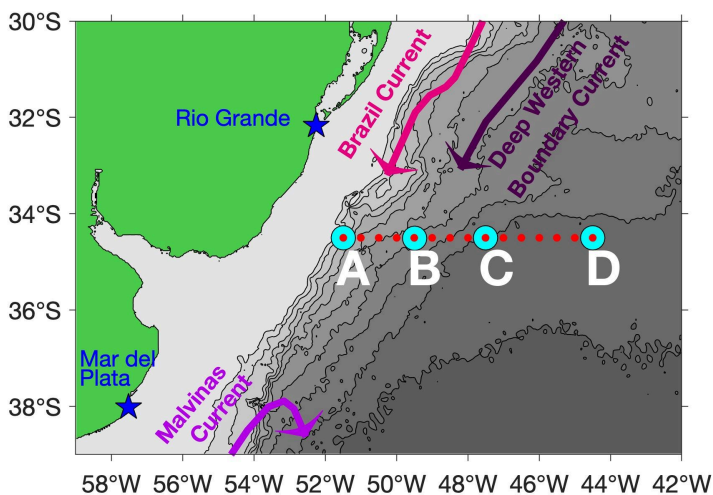 30°S
32°S
34°S
36°S
38°S
Rio Grande
Brazil Current
Deep Western
Boundary Current
A B C D
Mar del
Plata
Malvinas
Current
58°W 56°W 54°W 52°W 50°W 48°W 46°W 44°W 42°W